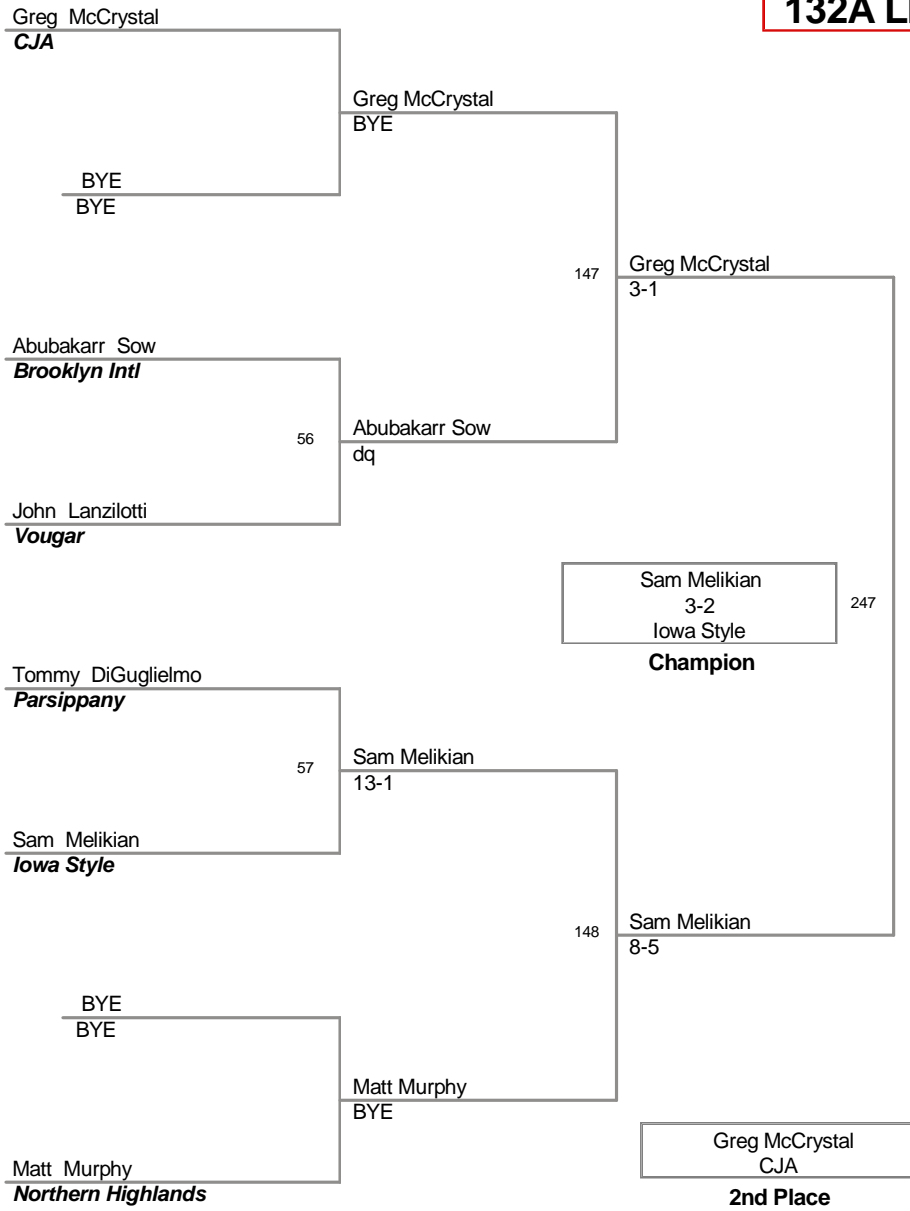 132A
Greg McCrystal
CJA
Greg McCrystal
BYE
BYE
BYE
147
Greg McCrystal
3-1
Abubakarr Sow
Brooklyn Intl
56
Abubakarr Sow
dq
John Lanzilotti
Vougar
Sam Melikian
3-2
Iowa Style
247
Champion
Tommy DiGuglielmo
Parsippany
57
Sam Melikian
13-1
Sam Melikian
Iowa Style
148
Sam Melikian
8-5
BYE
BYE
Matt Murphy
BYE
Matt Murphy
Northern Highlands
Greg McCrystal
CJA
2nd Place